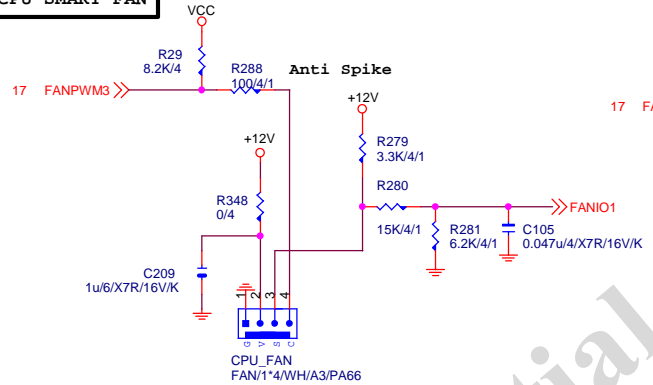 CPU SMART FAN
VCC
R29
8.2K/4
R288
100/4/1
Anti Spike
17 FANPWM3
+12V
17 FA
+12V
R279
3.3K/4/1
R348
0/4
R280
15K/4/1
FANIO1
R281
6.2K/4/1
C105
0.047u/4/X7R/16V/K
C209
1u/6/X7R/16V/K
1 2 3 4
G V S C
CPU_FAN
FAN/1*4/WH/A3/PA66
ential